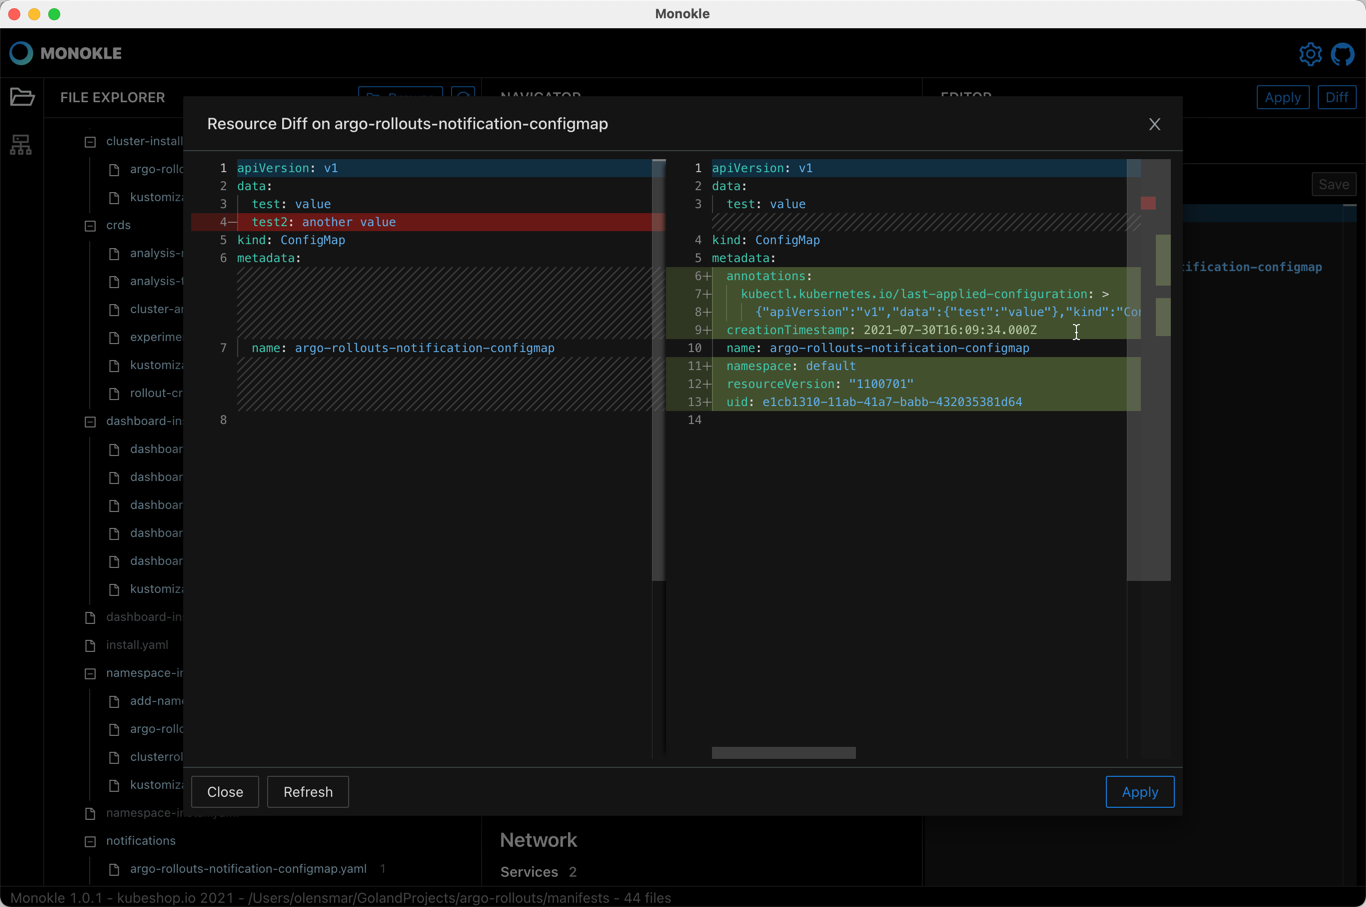 Monokle
MONOKLE
FILE EXPLORER
NAVIGATOR
EDITOR
Apply
Diff
Save
cluster-install
argo-rollo
kustomiza
crds
analysis-r
analysis-t
cluster-an
experime
kustomiza
rollout-cr
dashboard-in
dashboar
dashboar
dashboar
dashboar
dashboar
kustomiza
dashboard-in
install.yaml
namespace-in
add-name
argo-rollo
clusterrol
kustomiza
namespace-install.yaml
notifications
argo-rollouts-notification-configmap.yaml 1
Resource Diff on argo-rollouts-notification-configmap
1 apiVersion: v1
2 data:
3 test: value
4- test2: another value
5 kind: ConfigMap
6 metadata:
7 name: argo-rollouts-notification-configmap
8
1 apiVersion: v1
2 data:
3 test: value
4 kind: ConfigMap
5 metadata:
6+ annotations:
7+ kubectl.kubernetes.io/last-applied-configuration: >
8+ {"apiVersion":"v1","data":{"test":"value"},"kind":"Co
9+ creationTimestamp: 2021-07-30T16:09:34.000Z
10 name: argo-rollouts-notification-configmap
11+ namespace: default
12+ resourceVersion: "1100701"
13+ uid: e1cb1310-11ab-41a7-babb-432035381d64
14
ification-configmap
Close
Refresh
Apply
Network
Services 2
Monokle 1.0.1 - kubeshop.io 2021 - /Users/olensmar/GolandProjects/argo-rollouts/manifests - 44 files